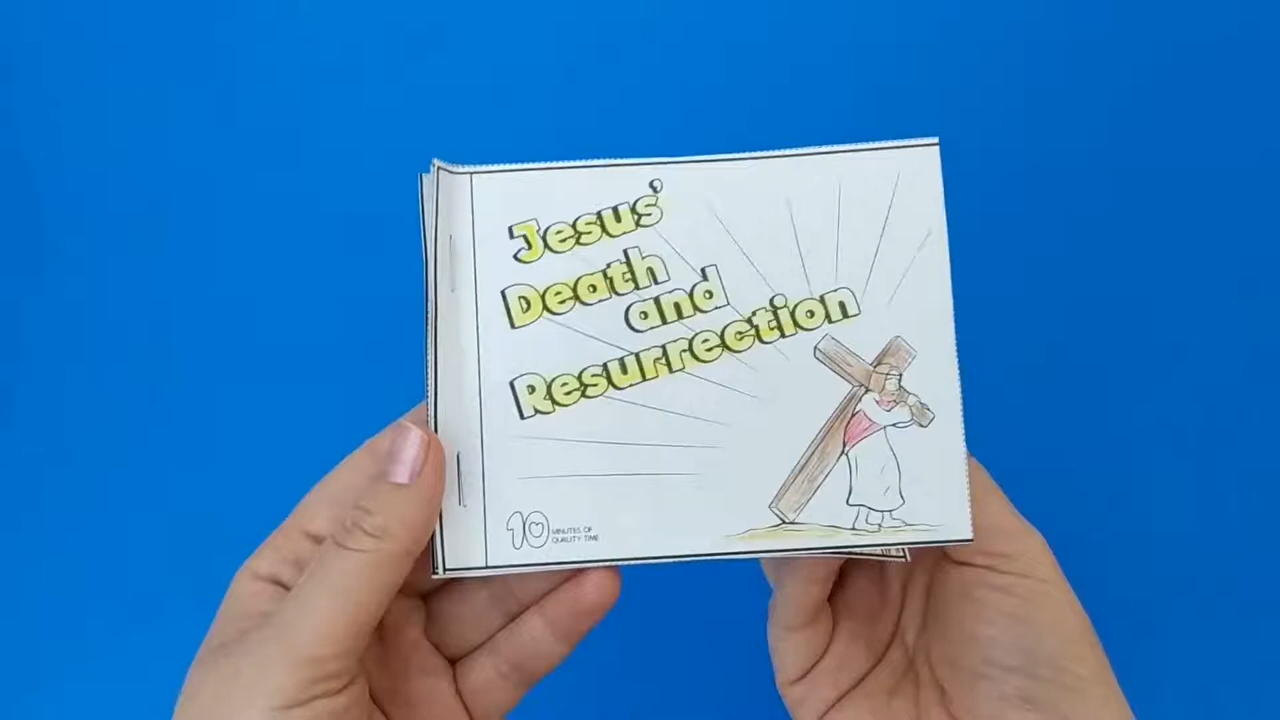 Jesus'
Death
and
Resurrection
10 MINUTES OF
QUALITY TIME